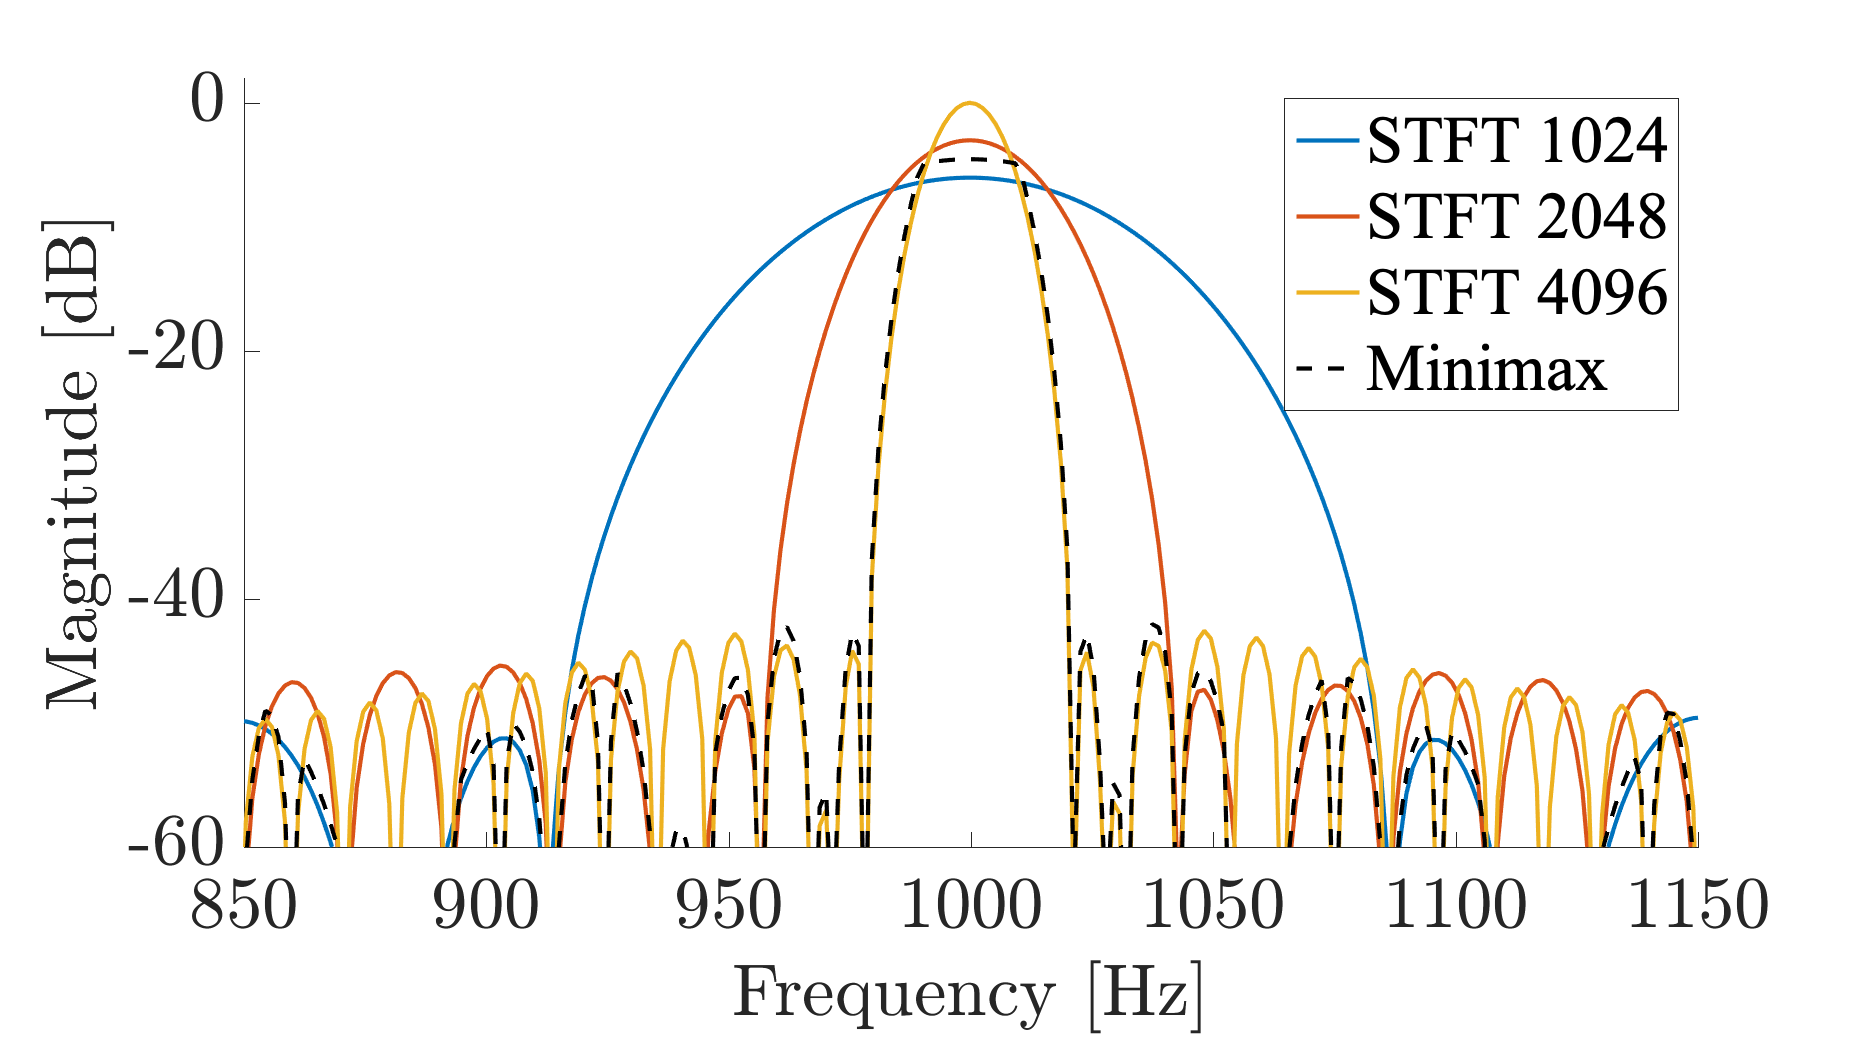 0
-20
-40
-60
Magnitude [dB]
STFT 1024
STFT 2048
STFT 4096
Minimax
850 900 950 1000 1050 1100 1150
Frequency [Hz]